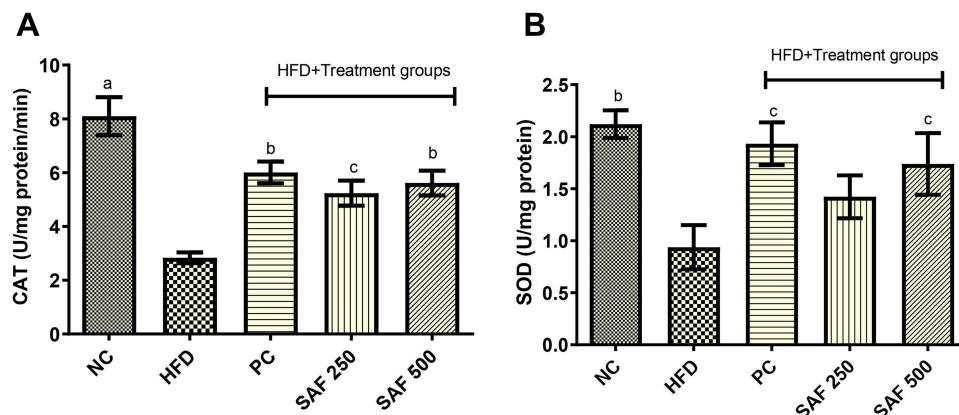 A
HFD+Treatment groups
CAT (U/mg protein/min)
10
8
6
4
2
0
a
b
c
b
NC
HFD
PC
SAF 250
SAF 500
B
HFD+Treatment groups
SOD (U/mg protein)
2.5
2.0
1.5
1.0
0.5
0.0
b
c
c
NC
HFD
PC
SAF 250
SAF 500